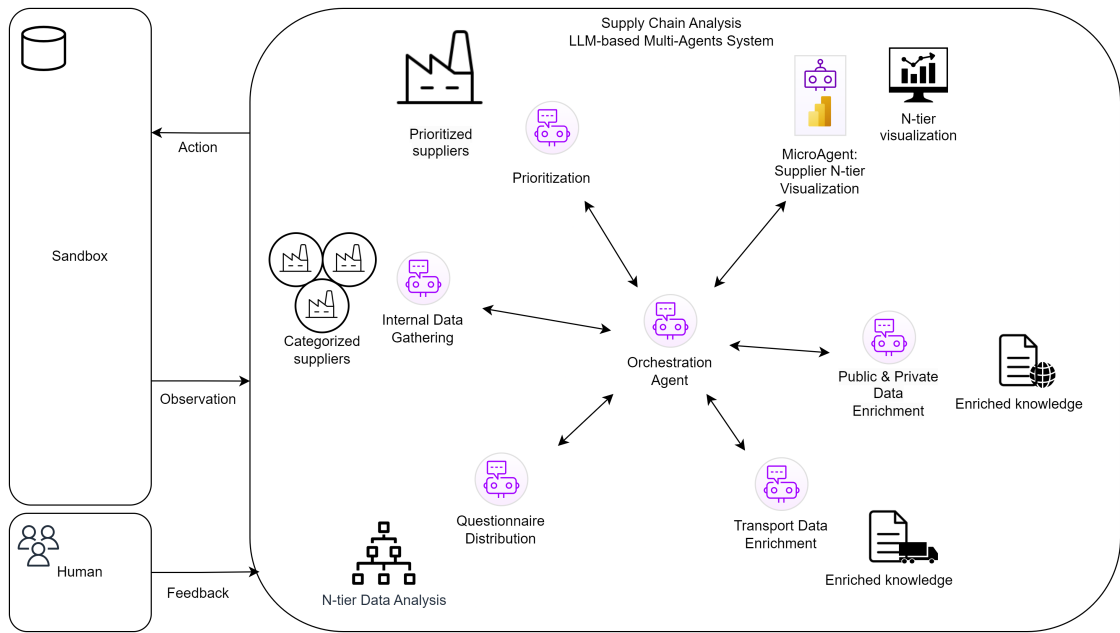 Supply Chain Analysis
LLM-based Multi-Agents System
Action
Sandbox
Observation
Human
Feedback
Prioritized
suppliers
Prioritization
MicroAgent:
Supplier N-tier
Visualization
N-tier
visualization
Categorized
suppliers
Internal Data
Gathering
Orchestration
Agent
Public & Private
Data
Enrichment
Enriched knowledge
Questionnaire
Distribution
N-tier Data Analysis
Transport Data
Enrichment
Enriched knowledge